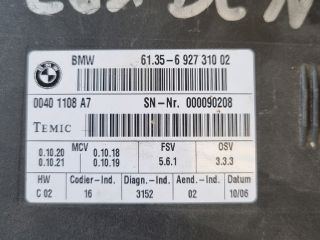 BMW 61.35-6 927 310 02
0040 1108 A7 SN-Nr. 000090208
TEMIC
MCV FSV OSV
0.10.20 0.10.18 5.6.1 3.3.3
0.10.21 0.10.19
HW Codier-Ind. Diagn.-Ind. Aend.-Ind. Datum
C 02 16 3152 02 10/06